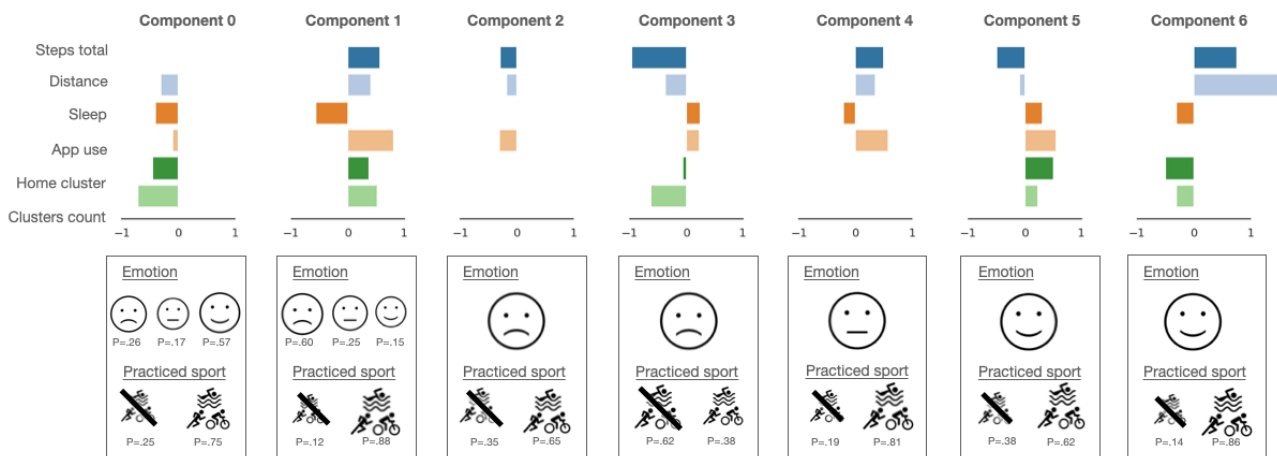 Component 0 Component 1 Component 2 Component 3 Component 4 Component 5 Component 6
Steps total
Distance
Sleep
App use
Home cluster
Clusters count
−1 0 1 −1 0 1 −1 0 1 −1 0 1 −1 0 1 −1 0 1 −1 0 1
Emotion Emotion Emotion Emotion Emotion Emotion Emotion
P=.26 P=.17 P=.57 P=.60 P=.25 P=.15
Practiced sport Practiced sport Practiced sport Practiced sport Practiced sport Practiced sport Practiced sport
P=.25 P=.75 P=.12 P=.88 P=.35 P=.65 P=.62 P=.38 P=.19 P=.81 P=.38 P=.62 P=.14 P=.86